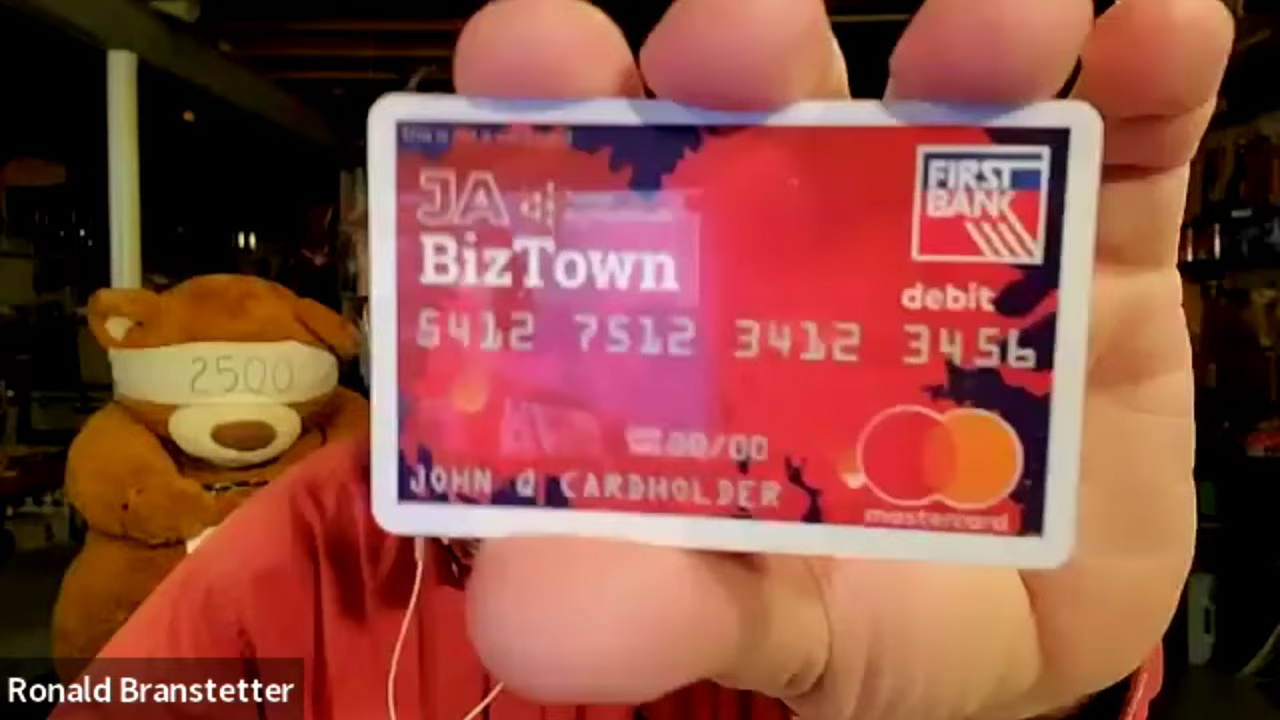 JA
BizTown
FIRST
BANK
debit
5412 7512 3412 3456
00/00
JOHN Q CARDHOLDER
mastercard
2500
Ronald Branstetter